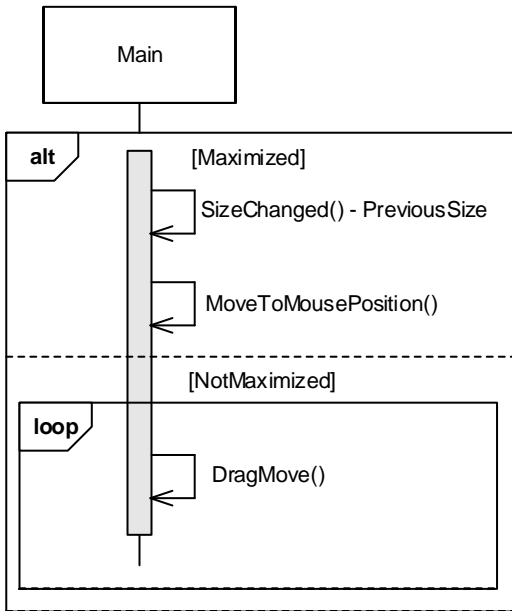 Main
alt
[Maximized]
SizeChanged() - PreviousSize
MoveToMousePosition()
[NotMaximized]
loop
DragMove()